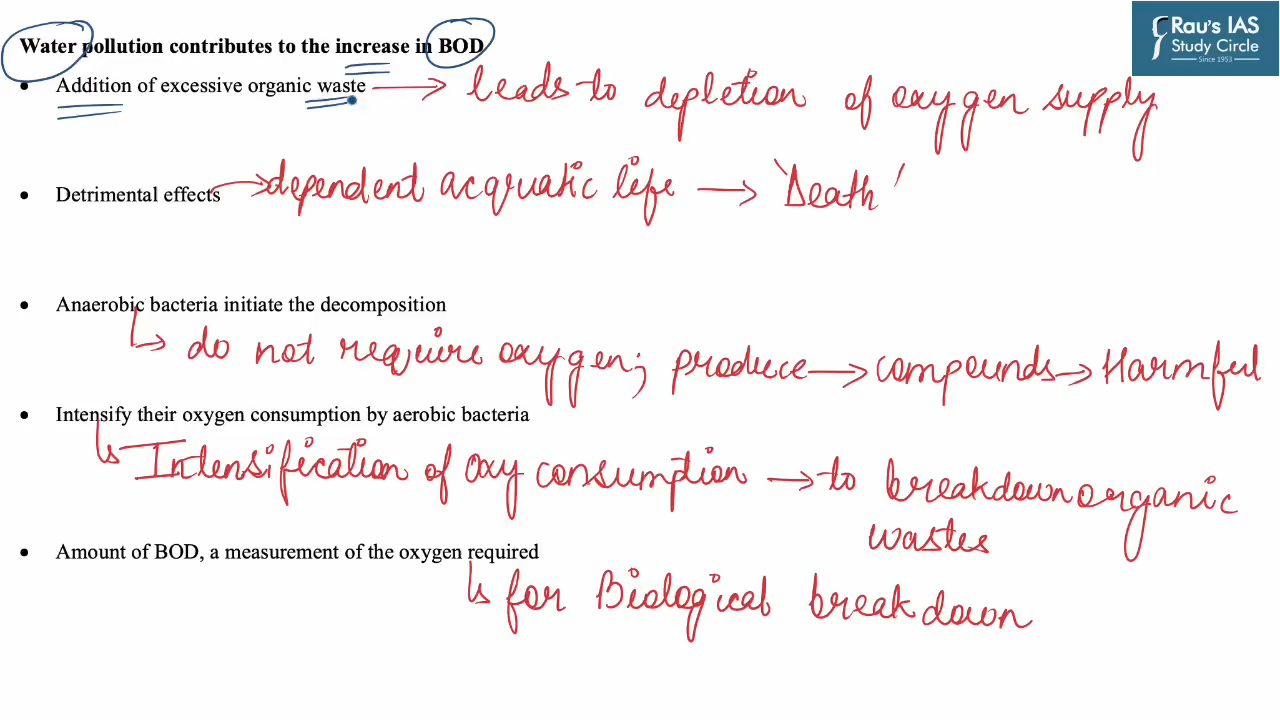 Rau's IAS
Study Circle
Since 1953
Water pollution contributes to the increase in BOD
• Addition of excessive organic waste → leads to depletion of oxygen supply
• Detrimental effects → dependent acquatic life → 'Death'
• Anaerobic bacteria initiate the decomposition
↳ do not require oxygen; produce → compounds → Harmful
• Intensify their oxygen consumption by aerobic bacteria
↳ Intensification of oxy consumption → to breakdown organic
wastes
• Amount of BOD, a measurement of the oxygen required
↳ for Biological breakdown